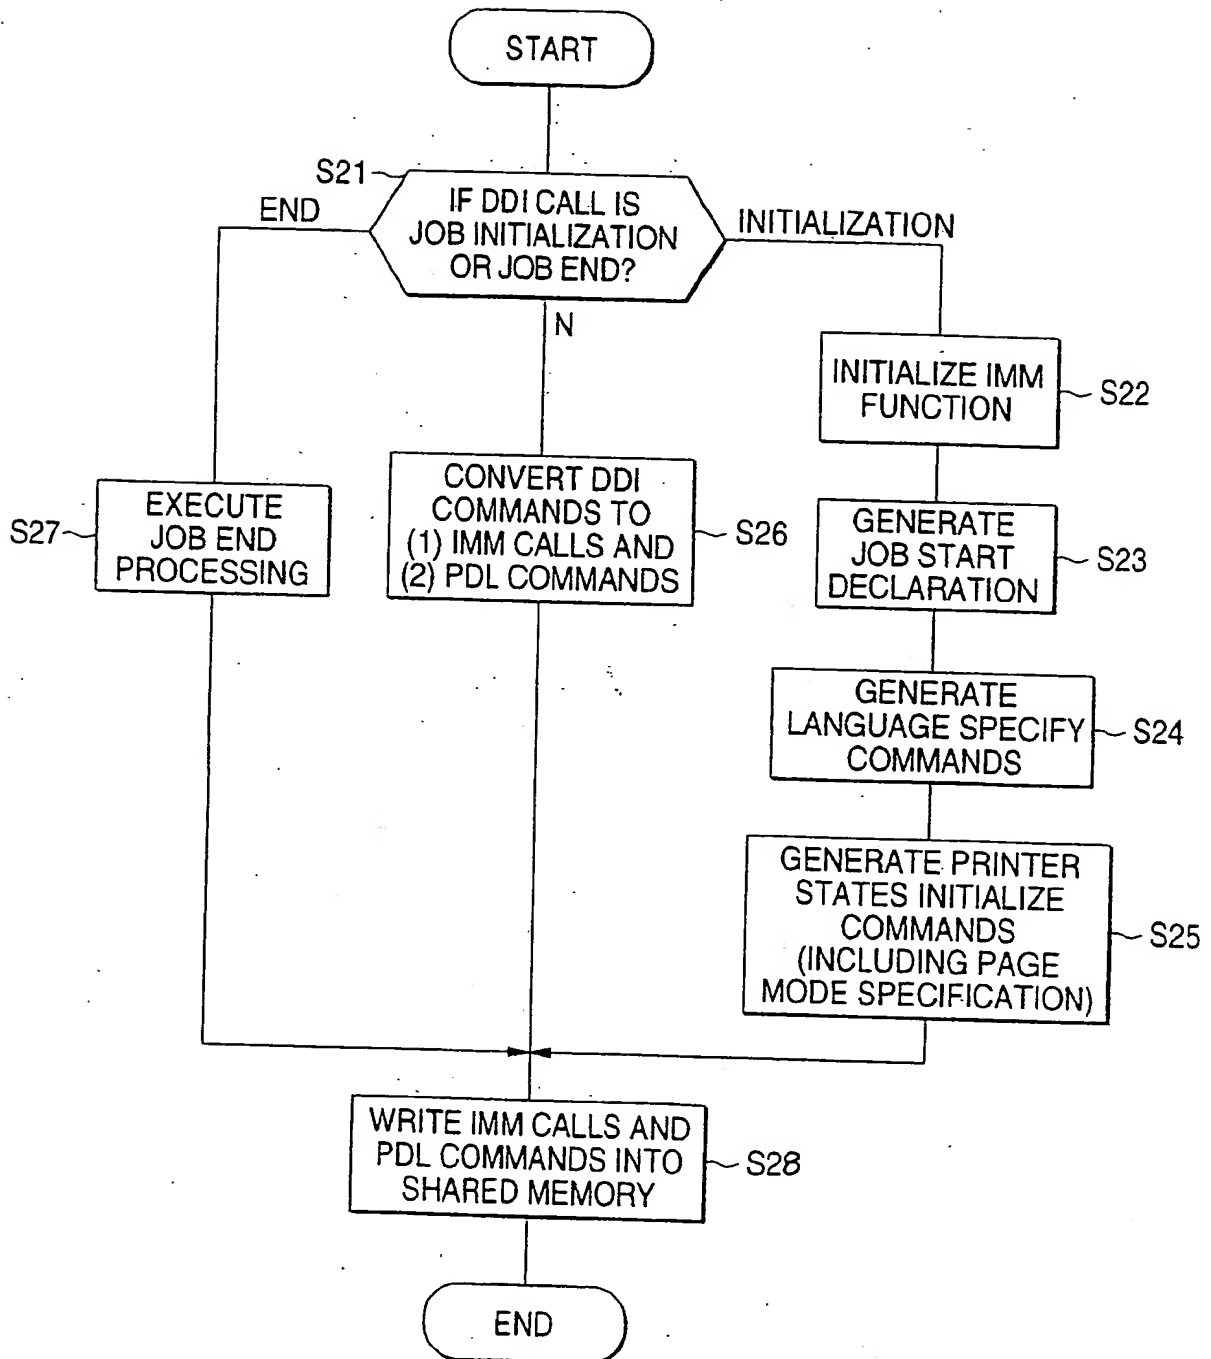 START
S21
IF DDI CALL IS
JOB INITIALIZATION
OR JOB END?
END
INITIALIZATION
N
INITIALIZE IMM
FUNCTION
S22
GENERATE
JOB START
DECLARATION
S23
GENERATE
LANGUAGE SPECIFY
COMMANDS
S24
GENERATE PRINTER
STATES INITIALIZE
COMMANDS
(INCLUDING PAGE
MODE SPECIFICATION)
S25
CONVERT DDI
COMMANDS TO
(1) IMM CALLS AND
(2) PDL COMMANDS
S26
S27
EXECUTE
JOB END
PROCESSING
WRITE IMM CALLS AND
PDL COMMANDS INTO
SHARED MEMORY
S28
END